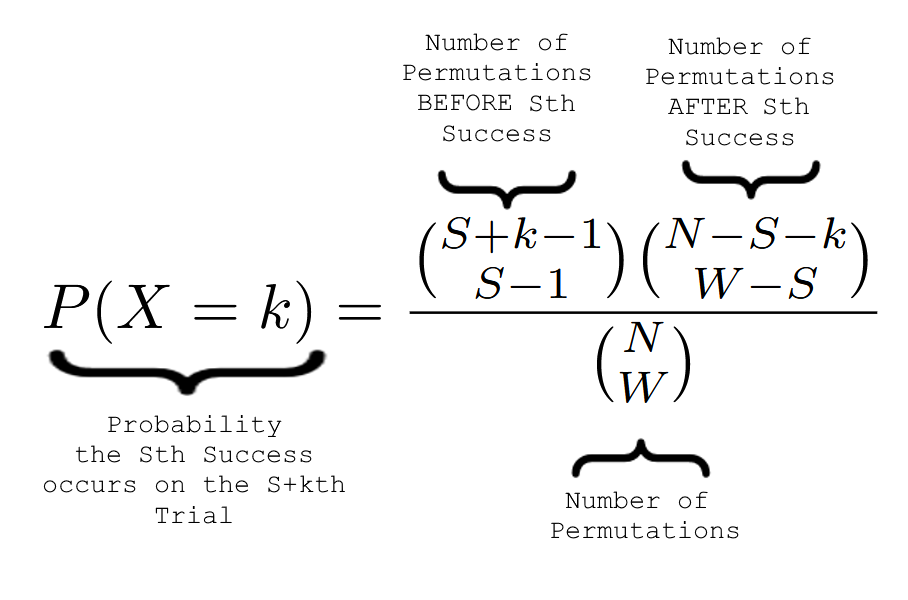 Number of
Permutations
BEFORE Sth
Success
Number of
Permutations
AFTER Sth
Success
P(X = k) = \frac{\binom{S+k-1}{S-1}\binom{N-S-k}{W-S}}{\binom{N}{W}}
Probability
the Sth Success
occurs on the S+kth
Trial
Number of
Permutations